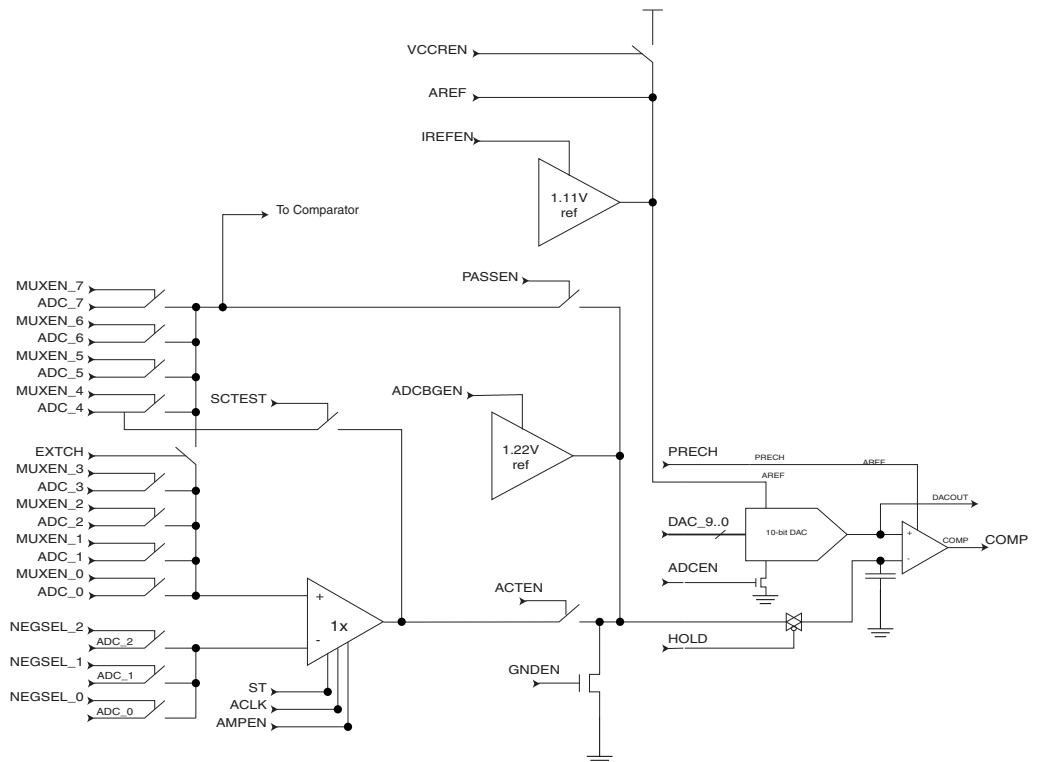 VCCREN
AREF
IREFEN
1.11V
ref
To Comparator
PASSEN
MUXEN_7
ADC_7
MUXEN_6
ADC_6
MUXEN_5
ADC_5
MUXEN_4
ADC_4
SCTEST
ADCBGEN
1.22V
ref
EXTCH
MUXEN_3
ADC_3
MUXEN_2
ADC_2
MUXEN_1
ADC_1
MUXEN_0
ADC_0
PRECH
PRECH
AREF
AREF
DACOUT
DAC_9..0
10-bit DAC
+
-
COMP
COMP
ADCEN
ACTEN
+
1x
-
NEGSEL_2
ADC_2
NEGSEL_1
ADC_1
NEGSEL_0
ADC_0
HOLD
GNDEN
ST
ACLK
AMPEN